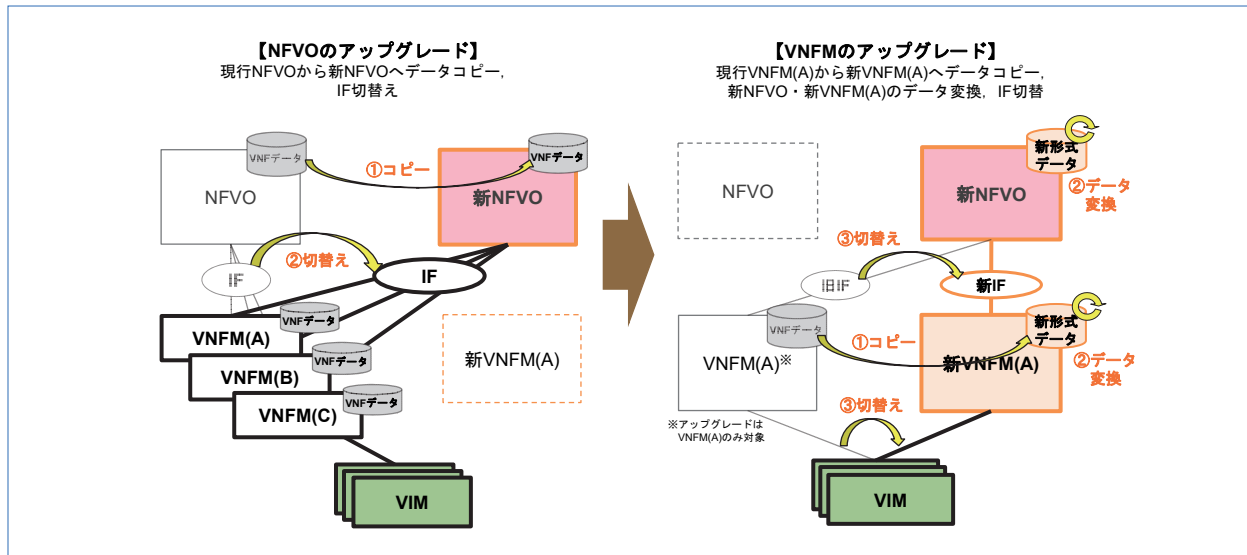 【NFVOのアップグレード】
現行NFVOから新NFVOへデータコピー,
IF切替え
VNFデータ
NFVO
①コピー
VNFデータ
新NFVO
②切替え
IF
IF
VNFデータ
VNFM(A)
VNFデータ
VNFM(B)
VNFデータ
VNFM(C)
新VNFM(A)
VIM
【VNFMのアップグレード】
現行VNFM(A)から新VNFM(A)へデータコピー,
新NFVO・新VNFM(A)のデータ変換, IF切替
NFVO
新形式
データ
新NFVO
②データ
変換
③切替え
旧IF
新IF
VNFデータ
VNFM(A)※
①コピー
新形式
データ
新VNFM(A)
②データ
変換
③切替え
※アップグレードは
VNFM(A)のみ対象
VIM